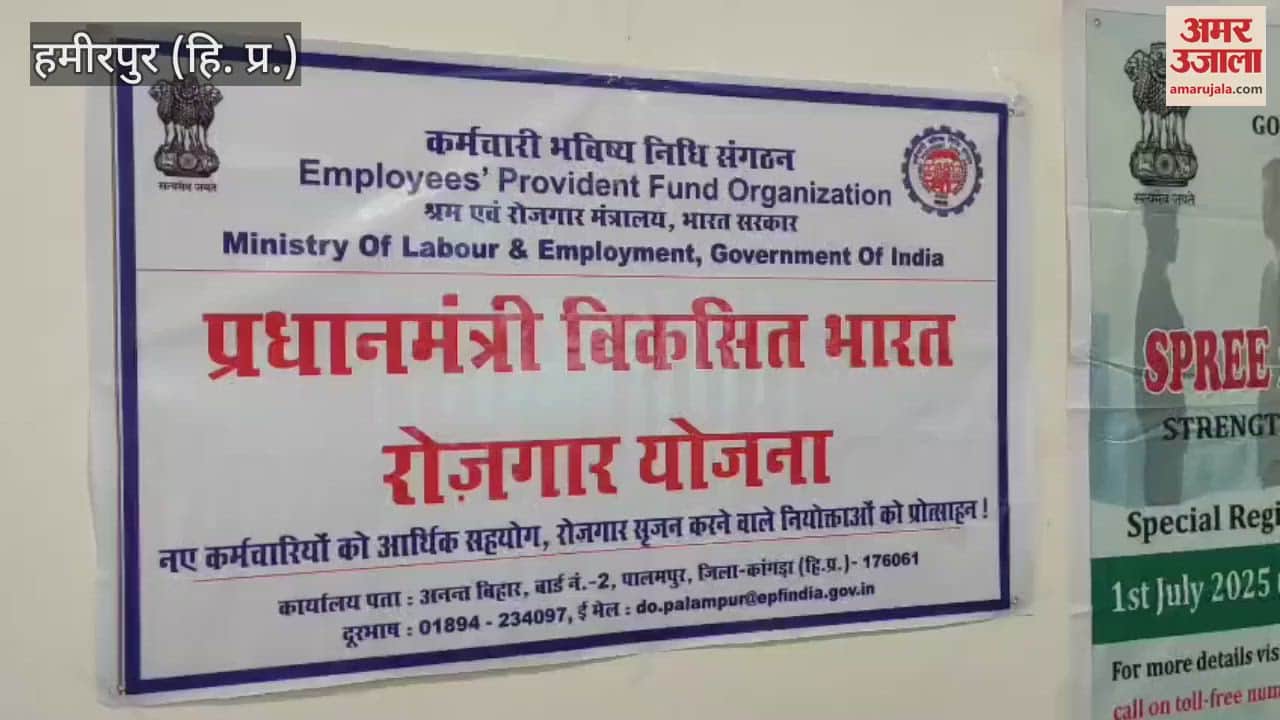 हमीरपुर (हि. प्र.)
अमर
उजाला
amarujala.com
सत्यमेव जयते
कर्मचारी भविष्य निधि संगठन
Employees' Provident Fund Organization
श्रम एवं रोजगार मंत्रालय, भारत सरकार
Ministry Of Labour & Employment, Government Of India
प्रधानमंत्री विकसित भारत
रोज़गार योजना
नए कर्मचारियों को आर्थिक सहयोग, रोजगार सृजन करने वाले नियोक्ताओं को प्रोत्साहन !
कार्यालय पता : अनन्त बिहार, वार्ड नं.-2, पालमपुर, जिला-कांगड़ा (हि.प्र.)- 176061
दूरभाष : 01894 - 234097, ई मेल : do.palampur@epfindia.gov.in
GO
सत्यमेव जयते
SPREE
STRENGT
Special Regi
1st July 2025
For more details vis
call on toll-free num